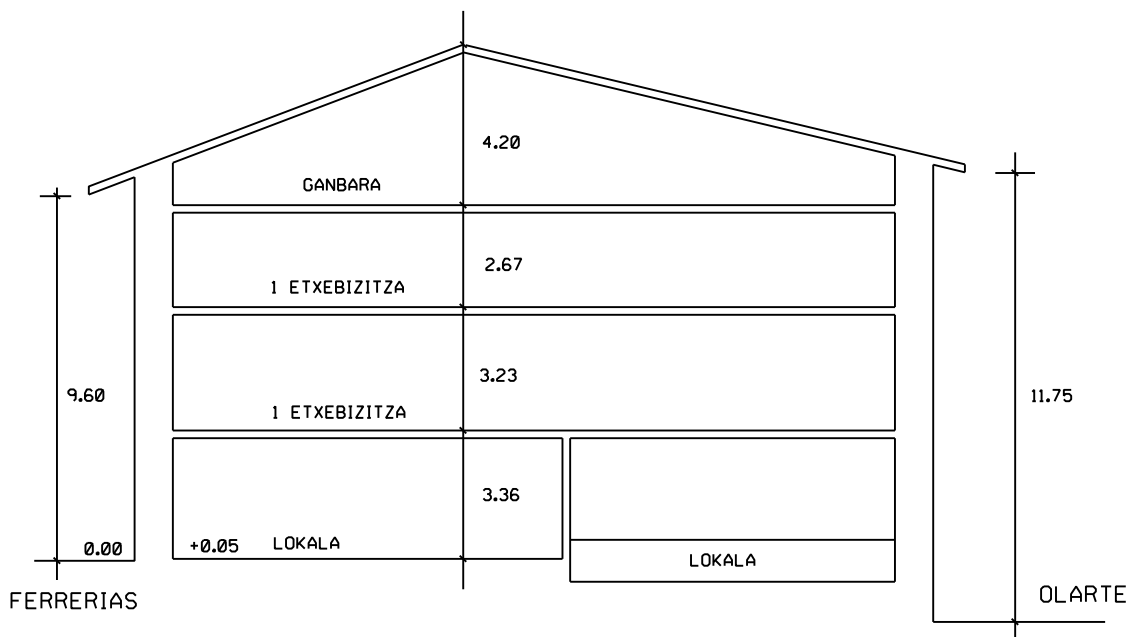 4.20
GANBARA
2.67
1 ETXEBIZITZA
3.23
9.60
11.75
1 ETXEBIZITZA
3.36
0.00
+0.05
LOKALA
LOKALA
FERRERIAS
OLARTE